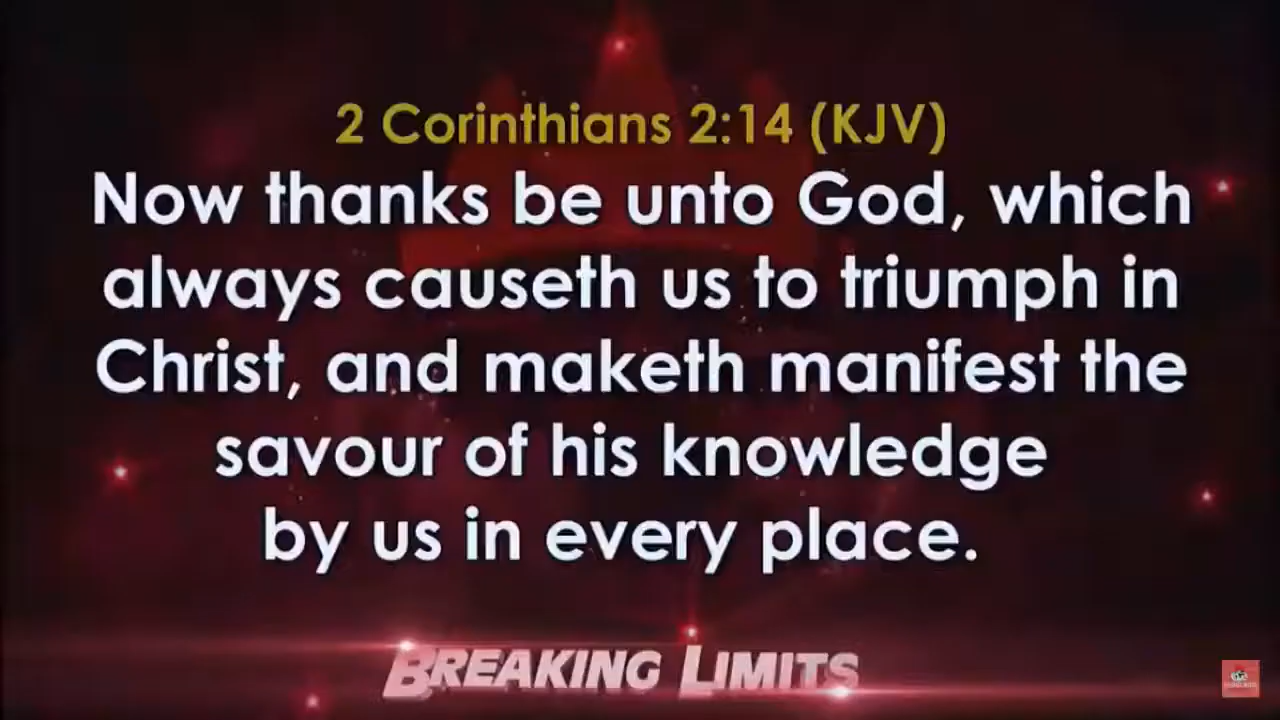 2 Corinthians 2:14 (KJV)
Now thanks be unto God, which
always causeth us to triumph in
Christ, and maketh manifest the
savour of his knowledge
by us in every place.
BREAKING LIMITS